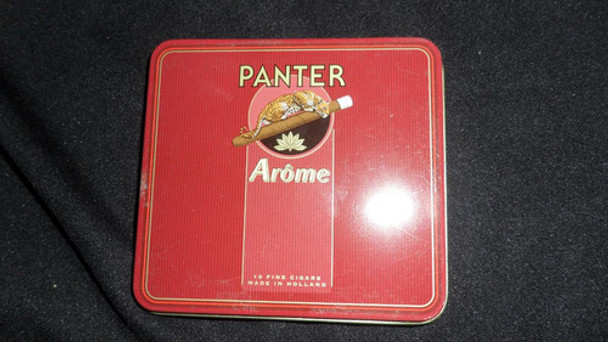 PANTER
Arôme
10 FINE CIGARS
MADE IN HOLLAND